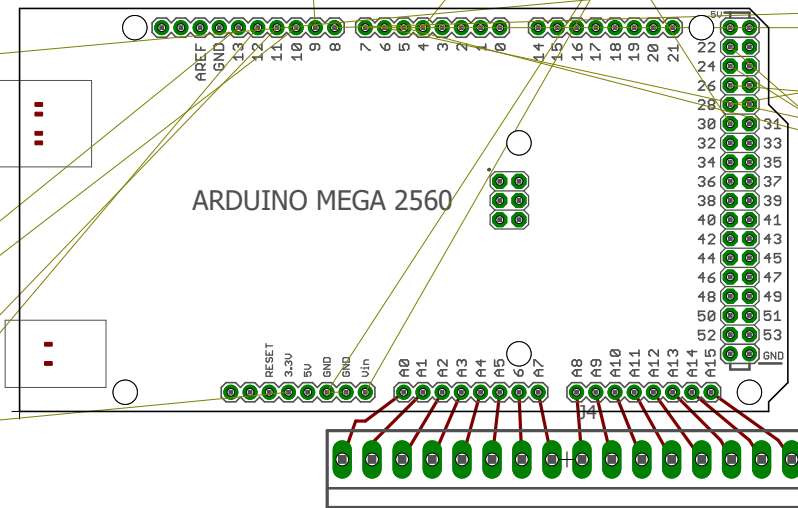 5V
AREF GND 13 12 11 10 9 8 7 6 5 4 3 2 1 0 14 15 16 17 18 19 20 21
22
24
26
28
30 31
32 33
34 35
36 37
ARDUINO MEGA 2560
38 39
40 41
42 43
44 45
46 47
48 49
50 51
52 53
GND
RESET 3.3V 5V GND GND Vin A0 A1 A2 A3 A4 A5 6 A7 A8 A9 A10 A11 A12 A13 A14 A15
J4